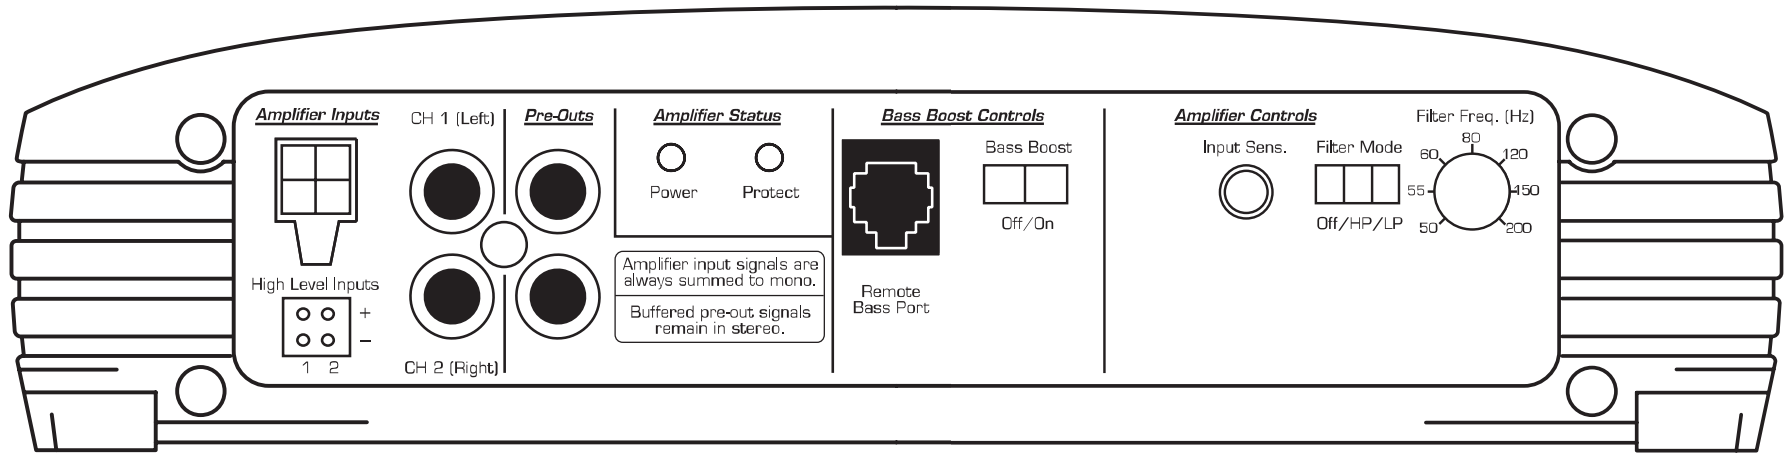 Amplifier Inputs
CH 1 (Left)
High Level Inputs
+
–
1 2
CH 2 (Right)
Pre-Outs
Amplifier Status
Power
Protect
Amplifier input signals are
always summed to mono.
Buffered pre-out signals
remain in stereo.
Bass Boost Controls
Remote
Bass Port
Bass Boost
Off/On
Amplifier Controls
Input Sens.
Filter Mode
Off/HP/LP
Filter Freq. (Hz)
80
60 120
55 150
50 200